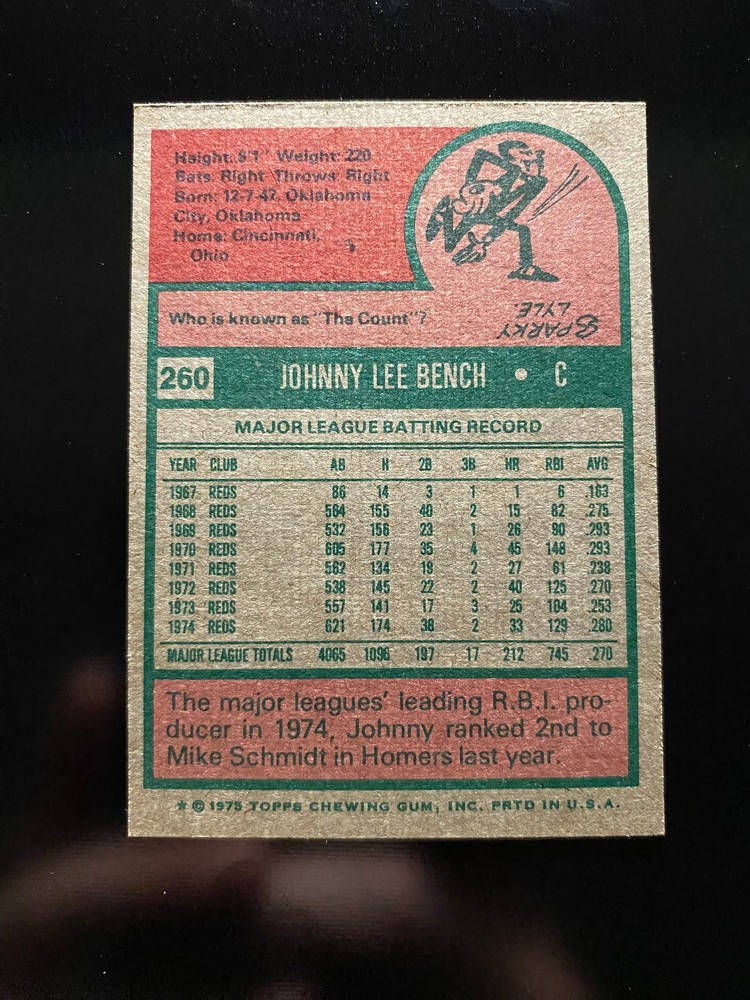 Height: 6'1" Weight: 220
Bats: Right Throws: Right
Born: 12-7-47, Oklahoma
City, Oklahoma
Home: Cincinnati,
Ohio
Who is known as "The Count"?
SPARKY
LYLE.
260 JOHNNY LEE BENCH • C
MAJOR LEAGUE BATTING RECORD
YEAR CLUB AB H 2B 3B HR RBI AVG
1967 REDS 86 14 3 1 1 6 .163
1968 REDS 564 155 40 2 15 82 .275
1969 REDS 532 156 23 1 26 90 .293
1970 REDS 605 177 35 4 45 148 .293
1971 REDS 562 134 19 2 27 61 .238
1972 REDS 538 145 22 2 40 125 .270
1973 REDS 557 141 17 3 25 104 .253
1974 REDS 621 174 38 2 33 129 .280
MAJOR LEAGUE TOTALS 4065 1096 197 17 212 745 .270
The major leagues' leading R.B.I. pro-
ducer in 1974, Johnny ranked 2nd to
Mike Schmidt in Homers last year.
* © 1975 TOPPS CHEWING GUM, INC. PRTD IN U.S.A.